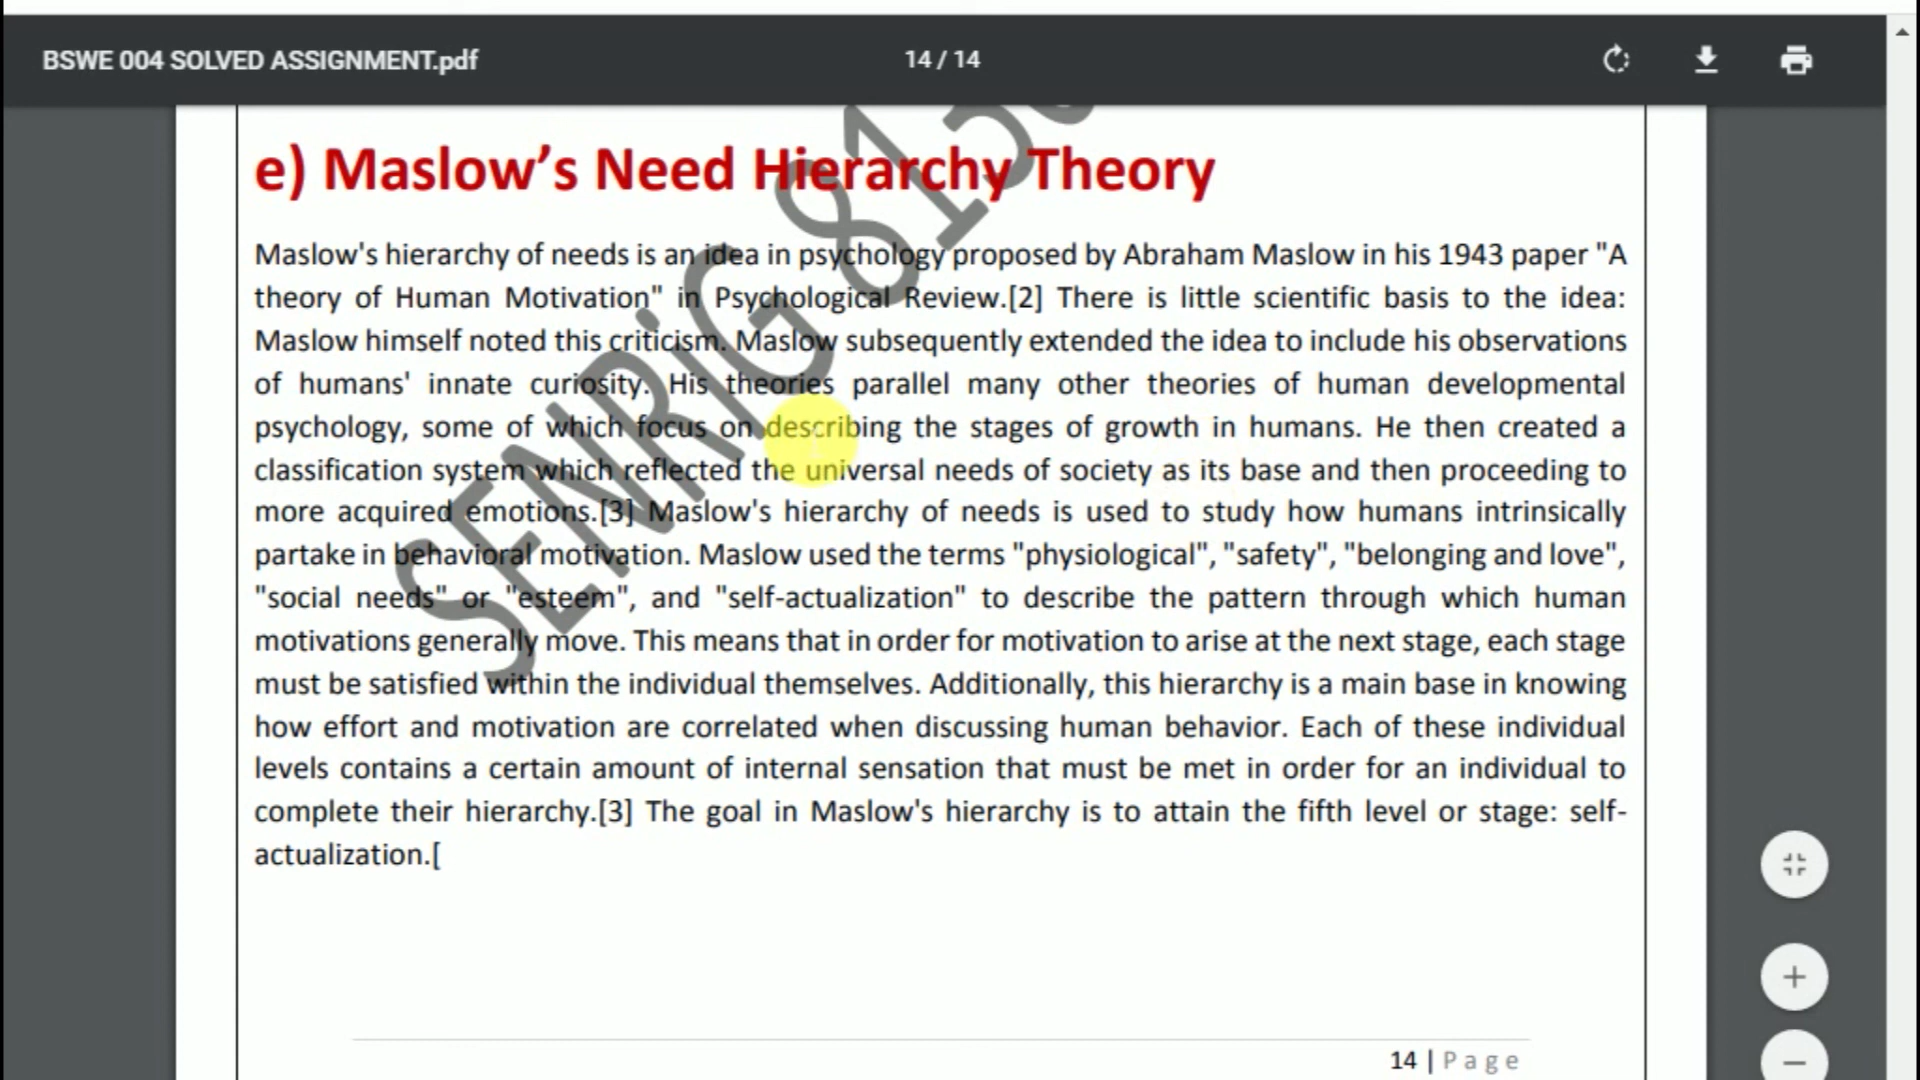 BSWE 004 SOLVED ASSIGNMENT.pdf
14 / 14
e) Maslow’s Need Hierarchy Theory
Maslow's hierarchy of needs is an idea in psychology proposed by Abraham Maslow in his 1943 paper "A
theory of Human Motivation" in Psychological Review.[2] There is little scientific basis to the idea:
Maslow himself noted this criticism. Maslow subsequently extended the idea to include his observations
of humans' innate curiosity. His theories parallel many other theories of human developmental
psychology, some of which focus on describing the stages of growth in humans. He then created a
classification system which reflected the universal needs of society as its base and then proceeding to
more acquired emotions.[3] Maslow's hierarchy of needs is used to study how humans intrinsically
partake in behavioral motivation. Maslow used the terms "physiological", "safety", "belonging and love",
"social needs" or "esteem", and "self-actualization" to describe the pattern through which human
motivations generally move. This means that in order for motivation to arise at the next stage, each stage
must be satisfied within the individual themselves. Additionally, this hierarchy is a main base in knowing
how effort and motivation are correlated when discussing human behavior. Each of these individual
levels contains a certain amount of internal sensation that must be met in order for an individual to
complete their hierarchy.[3] The goal in Maslow's hierarchy is to attain the fifth level or stage: self-
actualization.[
SENRiG
14 | Page